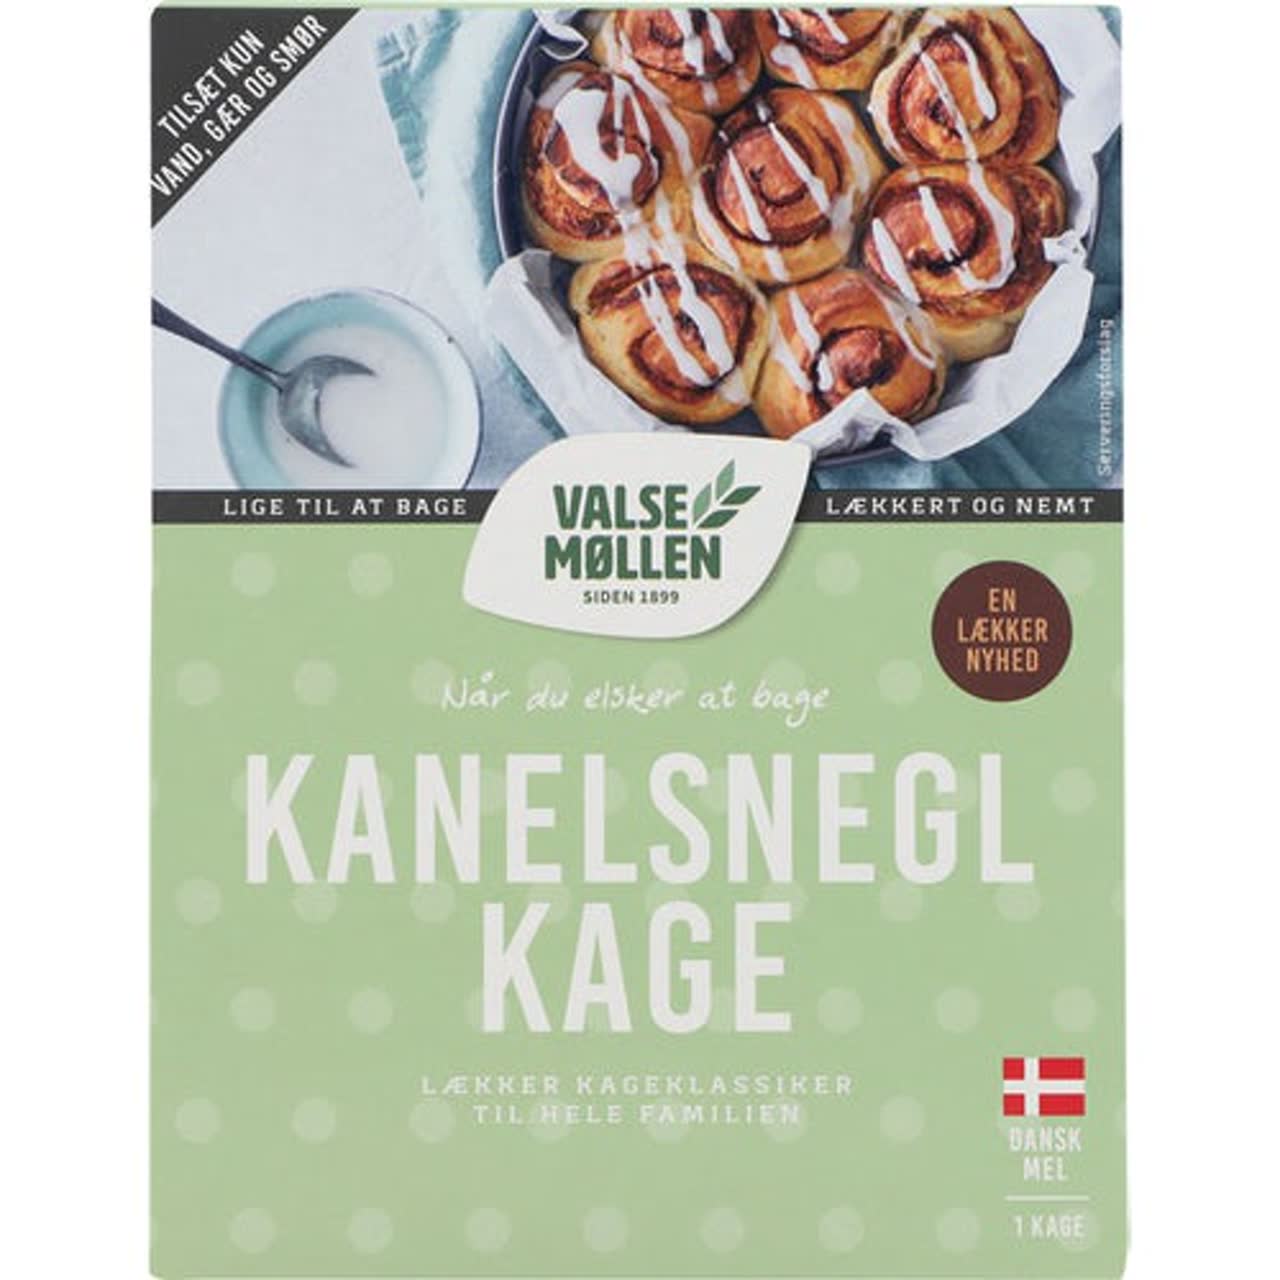 TILSÆT KUN
VAND, GÆR OG SMØR
Serveringsforslag
LIGE TIL AT BAGE
VALSE
MØLLEN
SIDEN 1899
LÆKKERT OG NEMT
EN
LÆKKER
NYHED
Når du elsker at bage
KANELSNEGL
KAGE
LÆKKER KAGEKLASSIKER
TIL HELE FAMILIEN
DANSK
MEL
1 KAGE